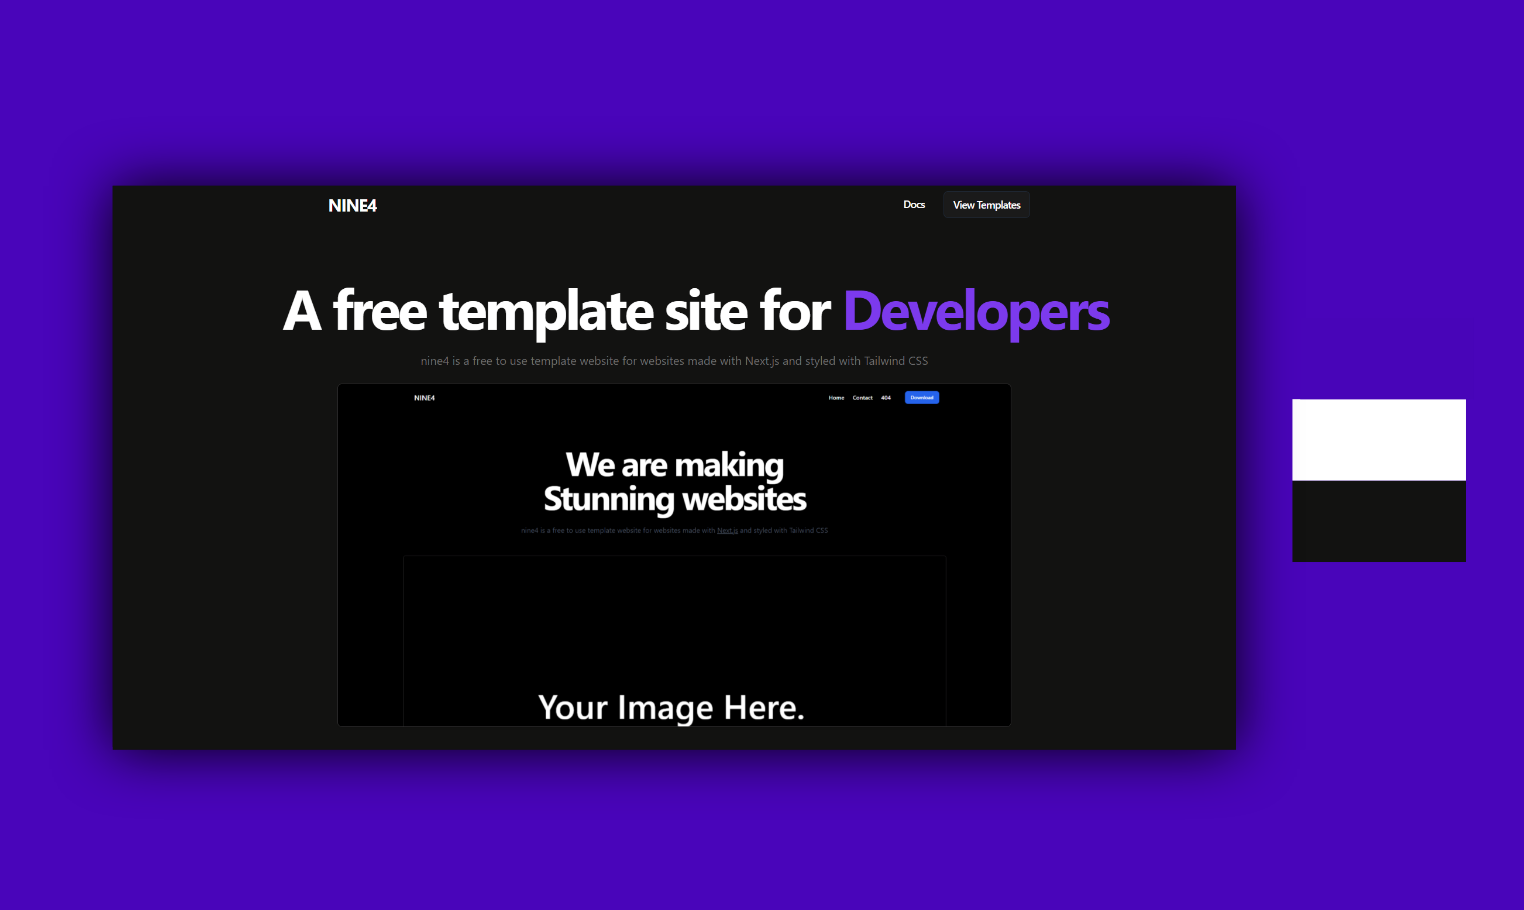 NINE4
Docs
View Templates
A free template site for Developers
nine4 is a free to use template website for websites made with Next.js and styled with Tailwind CSS
NINE4
Home
Contact
404
Download
We are making
Stunning websites
nine4 is a free to use template website for websites made with Next.js and styled with Tailwind CSS
Your Image Here.